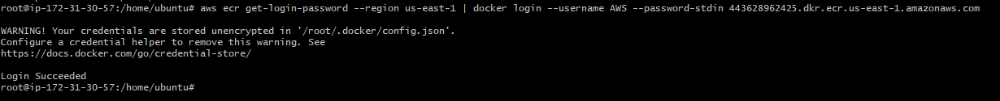 root@ip-172-31-30-57:/home/ubuntu# aws ecr get-login-password --region us-east-1 | docker login --username AWS --password-stdin 443628962425.dkr.ecr.us-east-1.amazonaws.com
WARNING! Your credentials are stored unencrypted in '/root/.docker/config.json'.
Configure a credential helper to remove this warning. See
https://docs.docker.com/go/credential-store/
Login Succeeded
root@ip-172-31-30-57:/home/ubuntu#